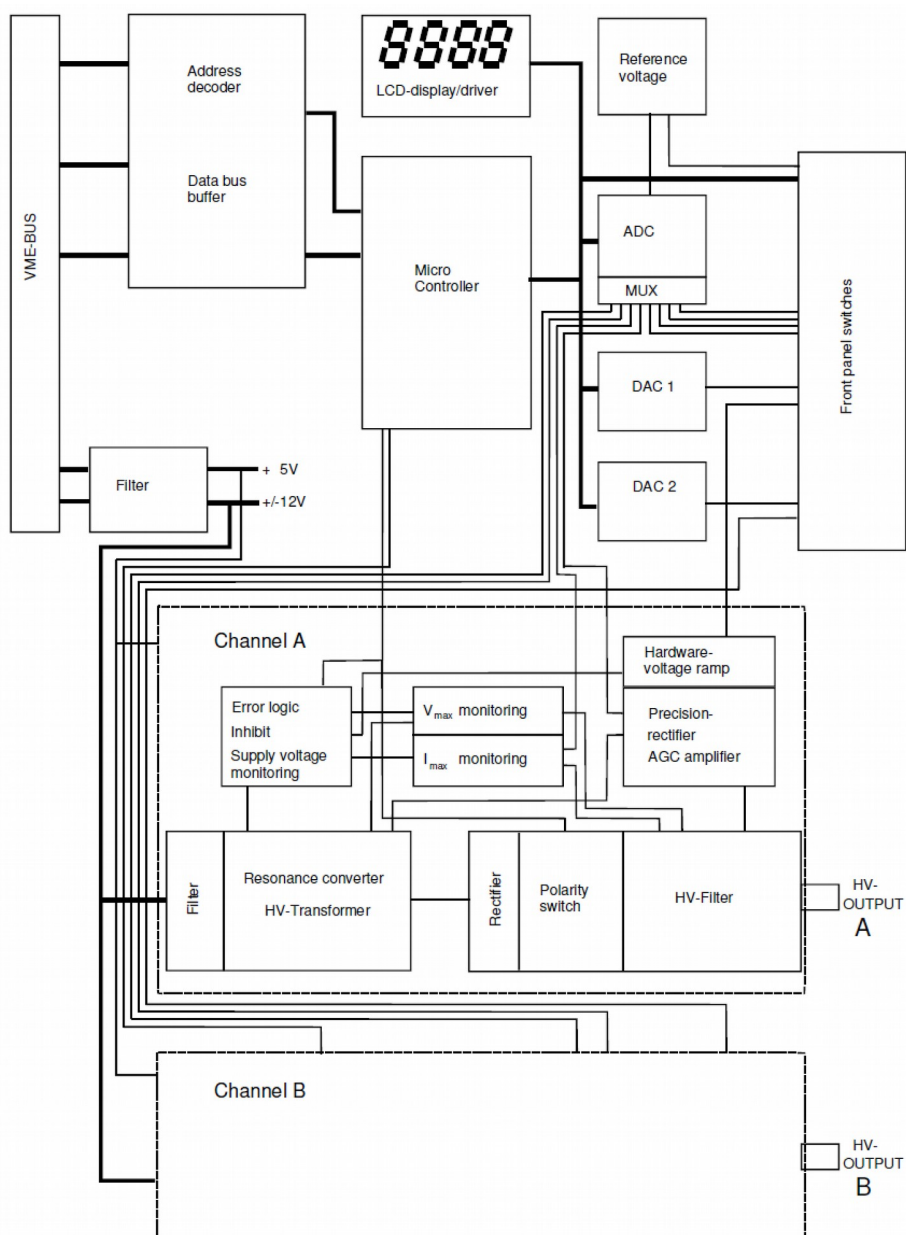 VME-BUS
Address
decoder
Data bus
buffer
8888
LCD-display/driver
Reference
voltage
Micro
Controller
ADC
MUX
DAC 1
DAC 2
Front panel switches
Filter
+ 5V
+/-12V
Channel A
Hardware-
voltage ramp
Error logic
Inhibit
Supply voltage
monitoring
Vmax monitoring
Imax monitoring
Precision-
rectifier
AGC amplifier
Filter
Resonance converter
HV-Transformer
Rectifier
Polarity
switch
HV-Filter
HV-
OUTPUT
A
Channel B
HV-
OUTPUT
B